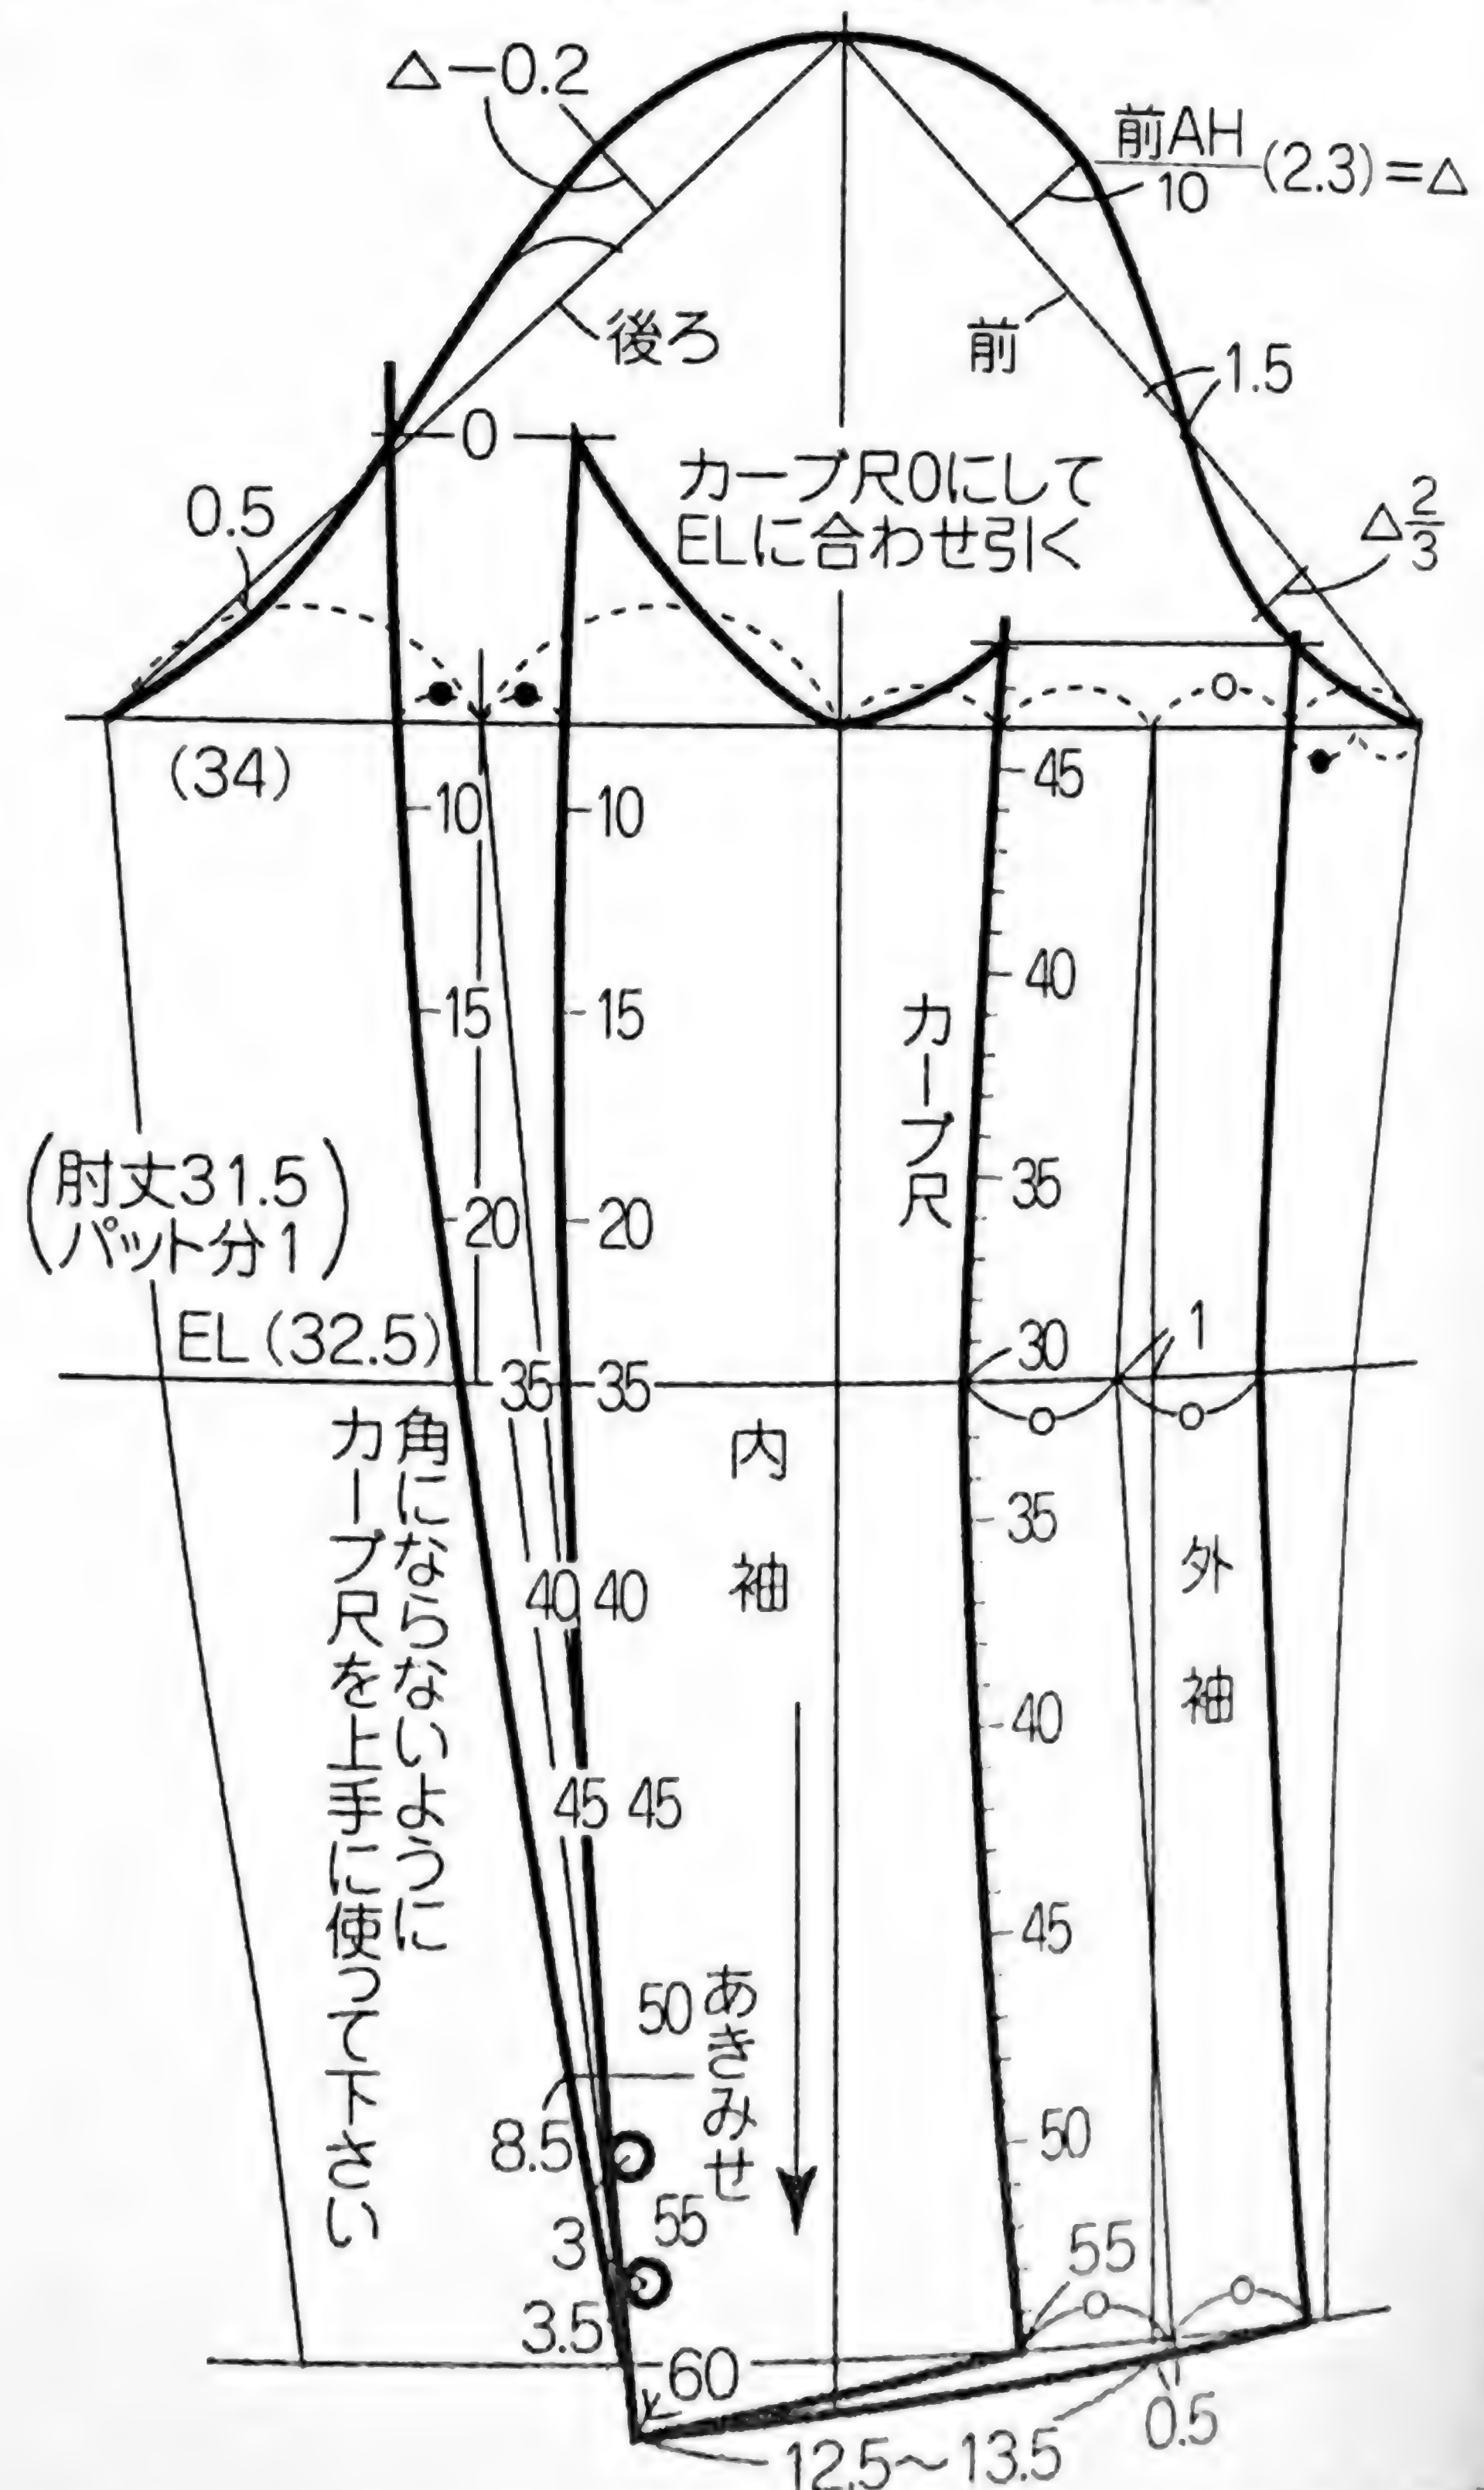 △−0.2
前AH/10 (2.3)=△
後ろ
前
1.5
0
0.5
カーブ尺0にして
ELに合わせ引く
△2/3
(34)
10
10
45
15
15
40
カーブ尺
20
20
35
(肘丈31.5
パット分1)
EL(32.5)
35
35
30
1
角にならないように
カーブ尺を上手に使って下さい
内袖
外袖
35
40
40
40
45
45
45
50
あきみせ
8.5
50
55
3
3.5
55
60
0.5
12.5〜13.5